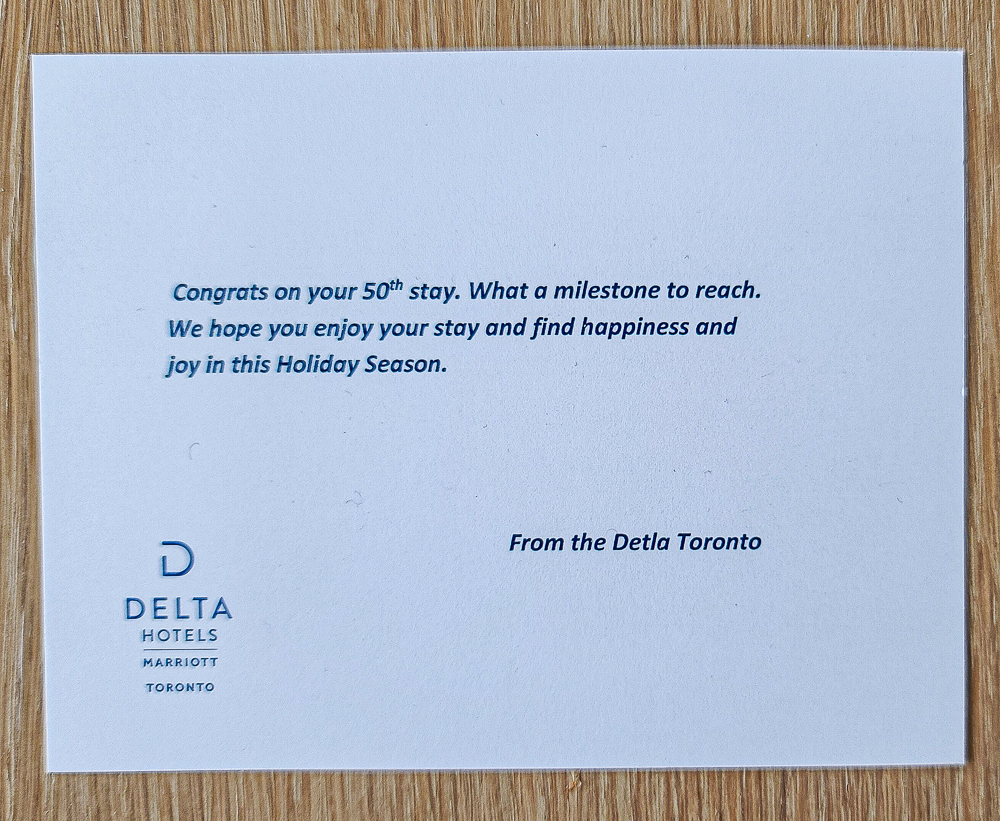 Congrats on your 50th stay. What a milestone to reach.
We hope you enjoy your stay and find happiness and
joy in this Holiday Season.
From the Detla Toronto
D
DELTA
HOTELS
MARRIOTT
TORONTO